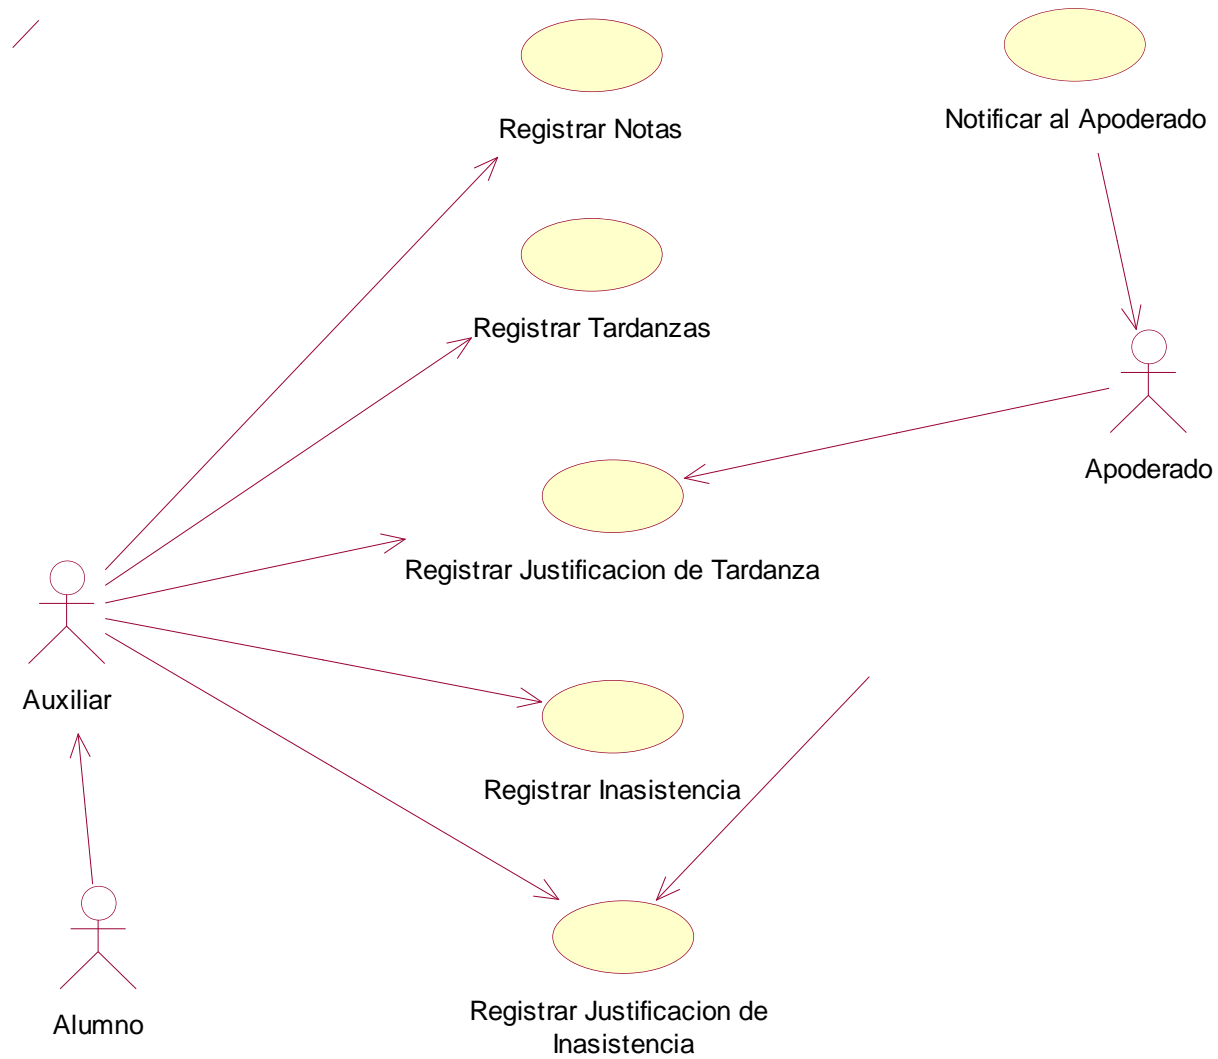 Registrar Notas
Notificar al Apoderado
Registrar Tardanzas
Apoderado
Registrar Justificacion de Tardanza
Auxiliar
Registrar Inasistencia
Alumno
Registrar Justificacion de
Inasistencia